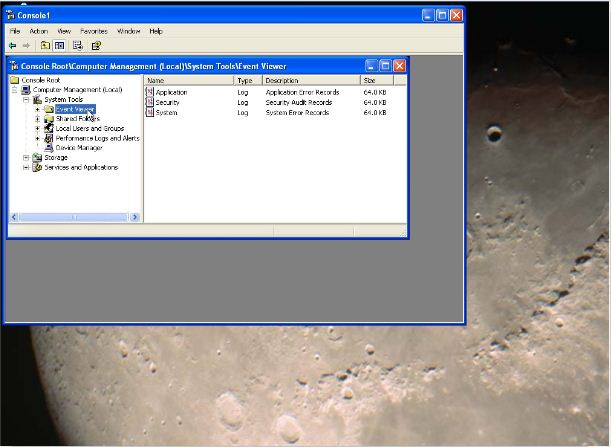 Console1
File Action View Favorites Window Help
Console Root\Computer Management (Local)\System Tools\Event Viewer
Console Root
Computer Management (Local)
System Tools
Event Viewer
Shared Folders
Local Users and Groups
Performance Logs and Alerts
Device Manager
Storage
Services and Applications
Name Type Description Size
Application Log Application Error Records 64.0 KB
Security Log Security Audit Records 64.0 KB
System Log System Error Records 64.0 KB